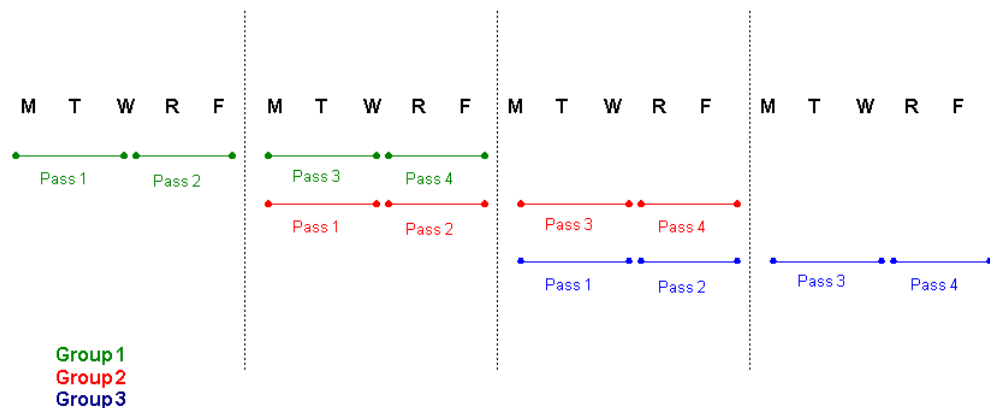 M T W R F M T W R F M T W R F M T W R F
Pass 1 Pass 2 Pass 3 Pass 4
Pass 1 Pass 2 Pass 3 Pass 4
Pass 1 Pass 2 Pass 3 Pass 4
Group 1
Group 2
Group 3